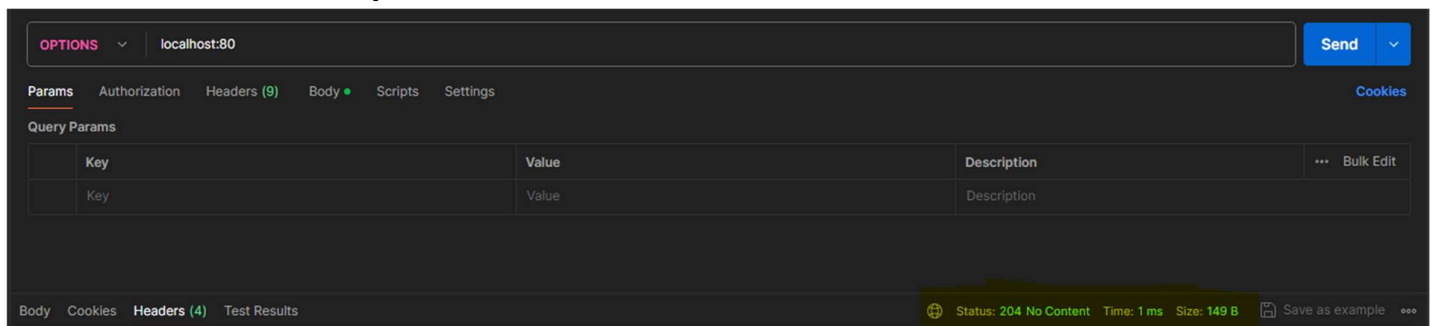 OPTIONS localhost:80 Send
Params Authorization Headers (9) Body Scripts Settings Cookies
Query Params
Key Value Description ••• Bulk Edit
Key Value Description
Body Cookies Headers (4) Test Results Status: 204 No Content Time: 1 ms Size: 149 B Save as example